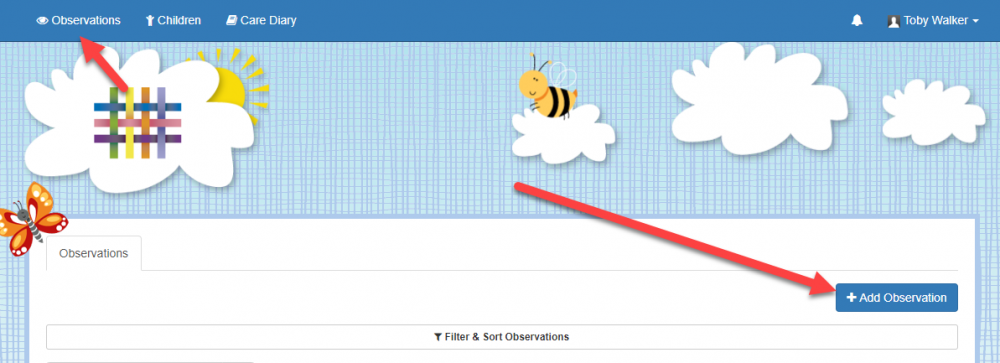 Observations Children Care Diary Toby Walker
Observations
Add Observation
Filter & Sort Observations